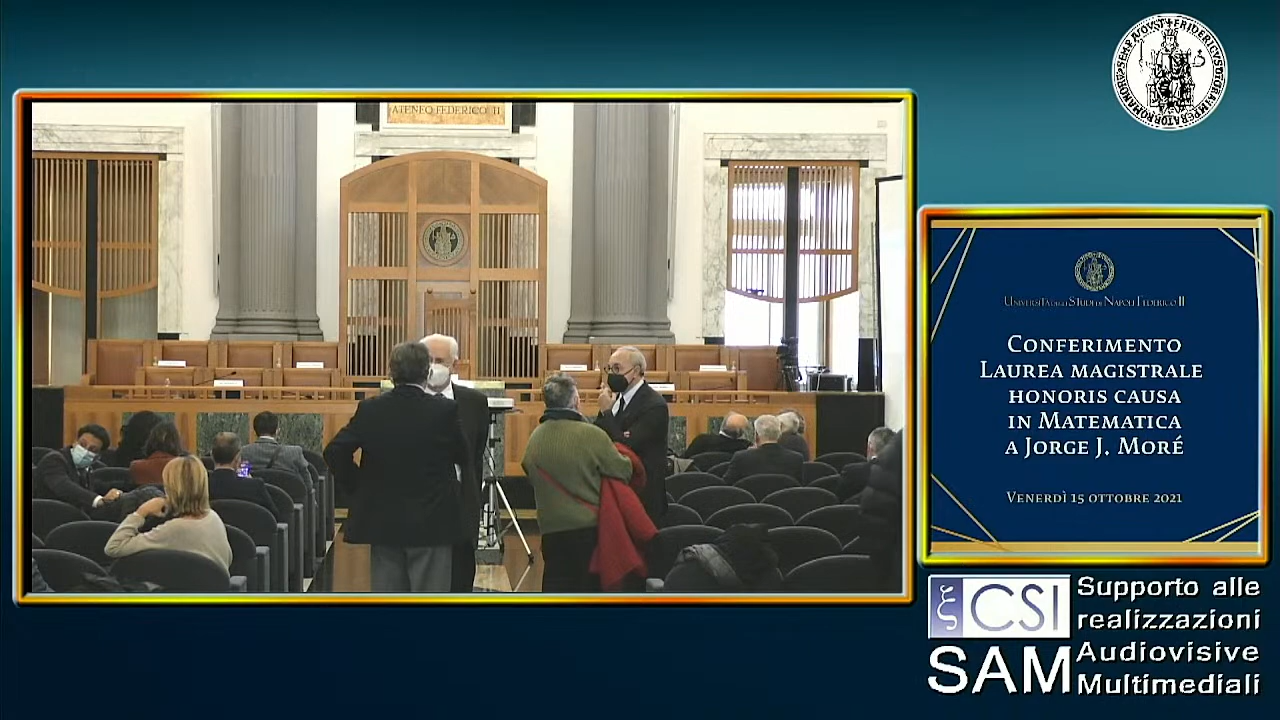 ATENEO FEDERICO II
UNIVERSITÀ DEGLI STUDI DI NAPOLI FEDERICO II
CONFERIMENTO
LAUREA MAGISTRALE
HONORIS CAUSA
IN MATEMATICA
A JORGE J. MORÉ
VENERDÌ 15 OTTOBRE 2021
CSI
SAM
Supporto alle
realizzazioni
Audiovisive
Multimediali